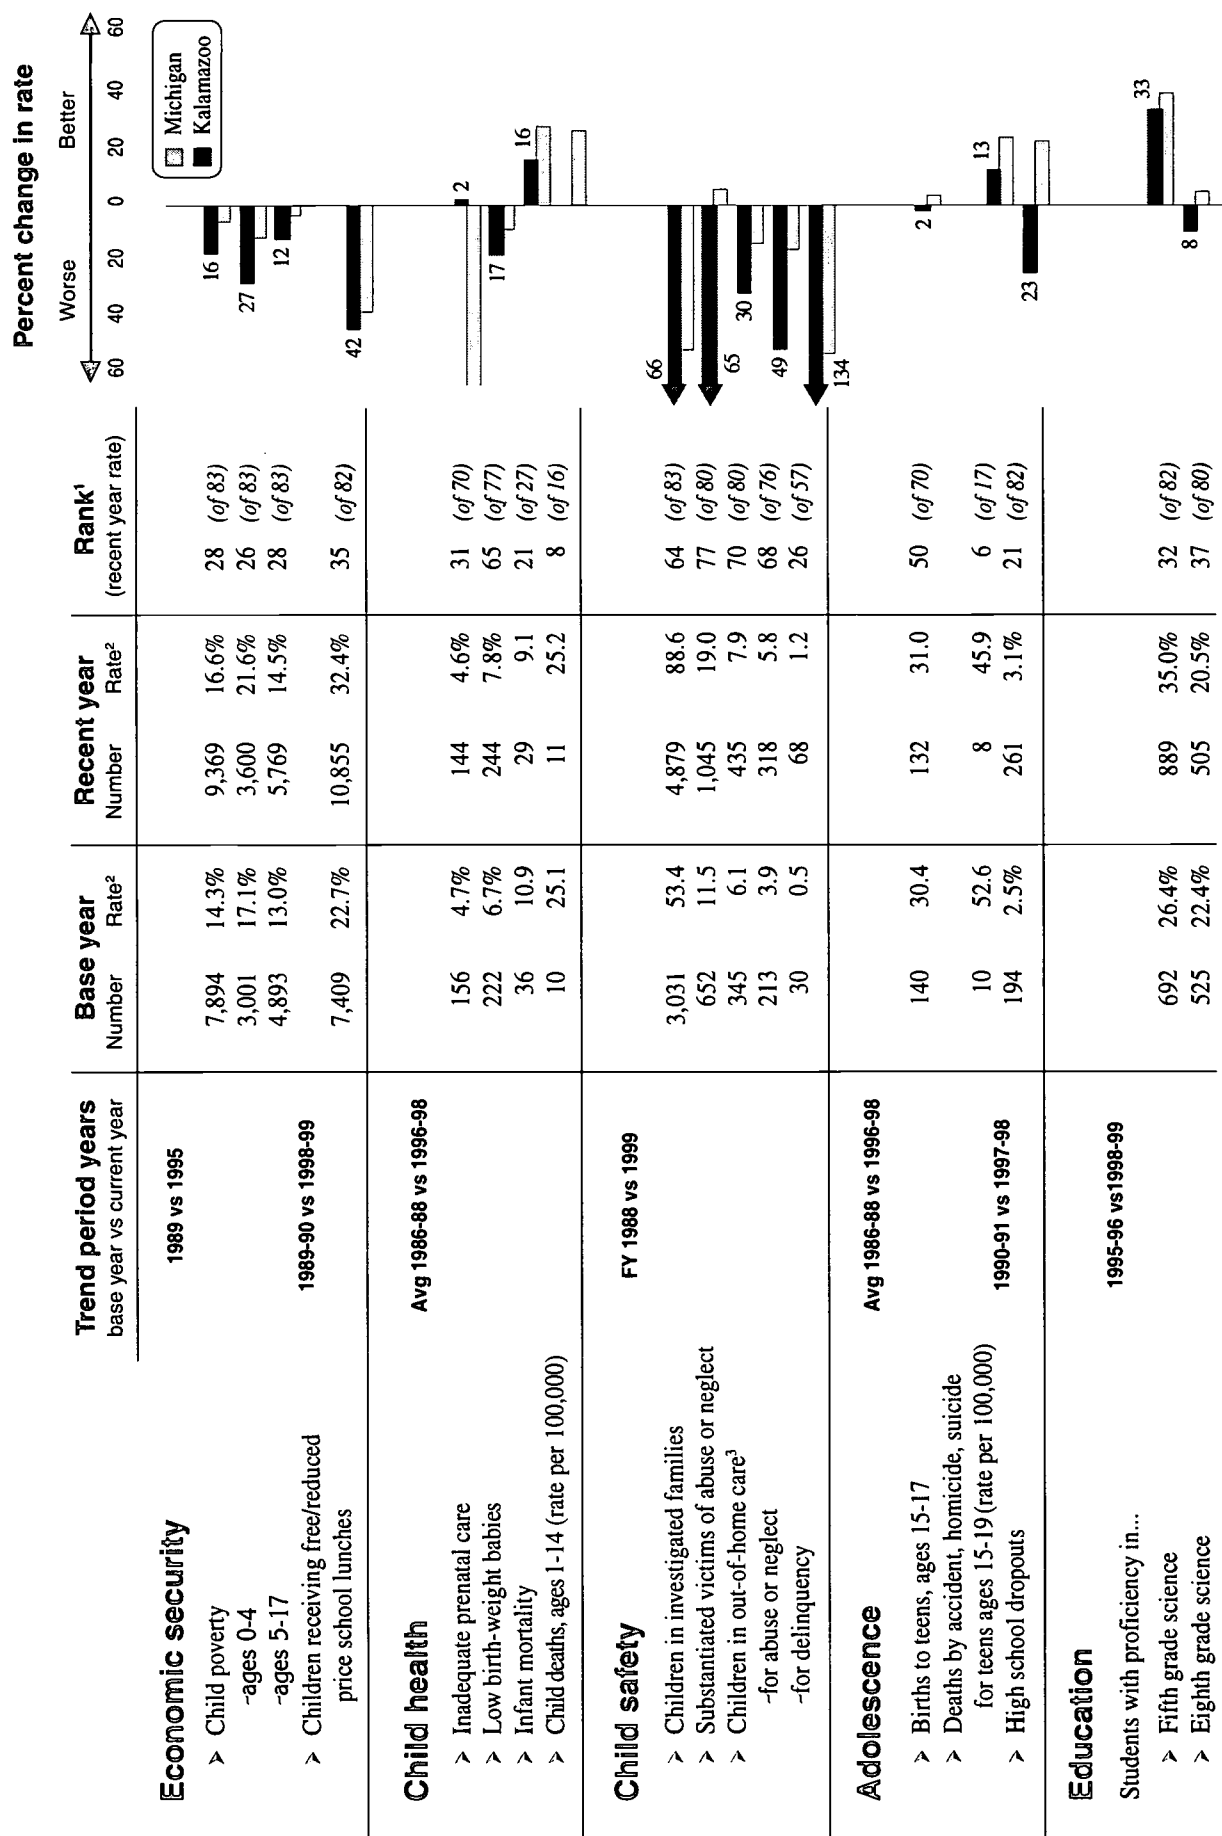 Percent change in rate
Trend period years Base year Recent year Rank¹ Worse Better
base year vs current year Number Rate² Number Rate² (recent year rate) 60 40 20 0 20 40 60
Michigan
Kalamazoo
Economic security 1989 vs 1995
➤ Child poverty 7,894 14.3% 9,369 16.6% 28 (of 83) 16
-ages 0-4 3,001 17.1% 3,600 21.6% 26 (of 83) 27
-ages 5-17 4,893 13.0% 5,769 14.5% 28 (of 83) 12
➤ Children receiving free/reduced 1989-90 vs 1998-99
price school lunches 7,409 22.7% 10,855 32.4% 35 (of 82) 42
Child health Avg 1986-88 vs 1996-98
➤ Inadequate prenatal care 156 4.7% 144 4.6% 31 (of 70) 2
➤ Low birth-weight babies 222 6.7% 244 7.8% 65 (of 77) 17
➤ Infant mortality 36 10.9 29 9.1 21 (of 27) 16
➤ Child deaths, ages 1-14 (rate per 100,000) 10 25.1 11 25.2 8 (of 16)
Child safety FY 1988 vs 1999
➤ Children in investigated families 3,031 53.4 4,879 88.6 64 (of 83) 66
➤ Substantiated victims of abuse or neglect 652 11.5 1,045 19.0 77 (of 80) 65
➤ Children in out-of-home care³ 345 6.1 435 7.9 70 (of 80) 30
-for abuse or neglect 213 3.9 318 5.8 68 (of 76) 49
-for delinquency 30 0.5 68 1.2 26 (of 57) 134
Adolescence Avg 1986-88 vs 1996-98
➤ Births to teens, ages 15-17 140 30.4 132 31.0 50 (of 70) 2
➤ Deaths by accident, homicide, suicide
for teens ages 15-19 (rate per 100,000) 10 52.6 8 45.9 6 (of 17) 13
➤ High school dropouts 1990-91 vs 1997-98 194 2.5% 261 3.1% 21 (of 82) 23
Education 1995-96 vs1998-99
Students with proficiency in...
➤ Fifth grade science 692 26.4% 889 35.0% 32 (of 82) 33
➤ Eighth grade science 525 22.4% 505 20.5% 37 (of 80) 8